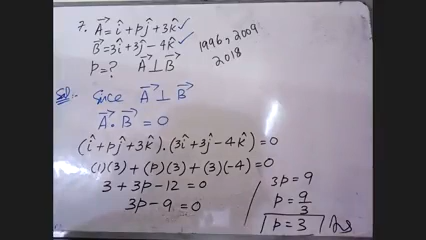 7. A⃗ = î + pĵ + 3k̂ ✓
B⃗ = 3î + 3ĵ - 4k̂ ✓
p = ? A⃗ ⊥ B⃗
1996, 2009
2018
Sol:- Since A⃗ ⊥ B⃗
A⃗ . B⃗ = 0
(î + pĵ + 3k̂) . (3î + 3ĵ - 4k̂) = 0
(1)(3) + (p)(3) + (3)(-4) = 0
3 + 3p - 12 = 0
3p - 9 = 0
3p = 9
p = 9/3
p = 3 Ans